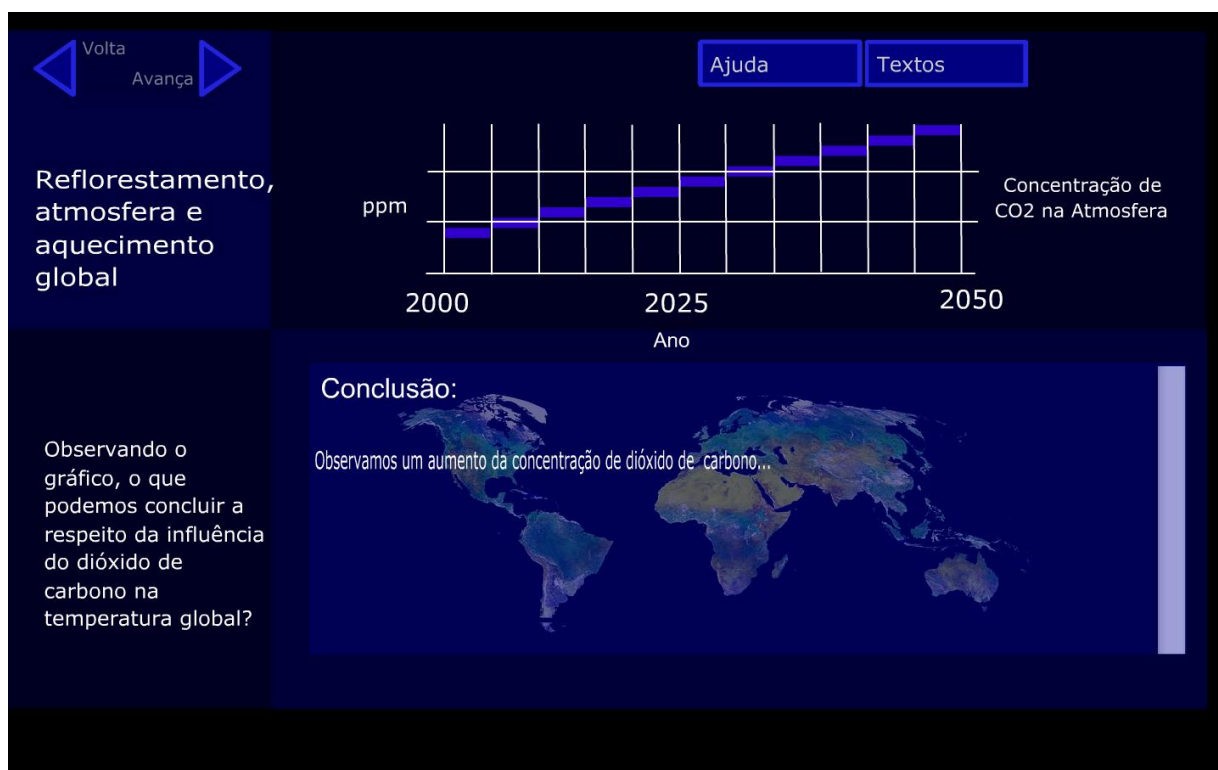 Volta
Avança
Ajuda
Textos
Reflorestamento,
atmosfera e
aquecimento
global
ppm
Concentração de
CO2 na Atmosfera
2000
2025
2050
Ano
Conclusão:
Observamos um aumento da concentração de dióxido de carbono...
Observando o
gráfico, o que
podemos concluir a
respeito da influência
do dióxido de
carbono na
temperatura global?